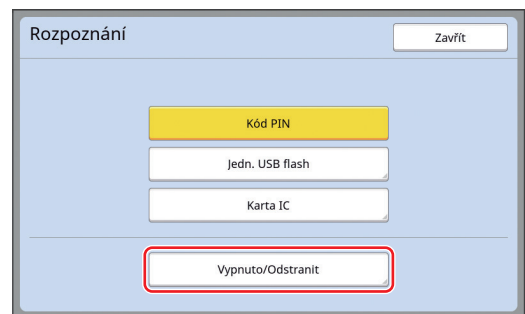 Rozpoznání
Zavřít
Kód PIN
Jedn. USB flash
Karta IC
Vypnuto/Odstranit